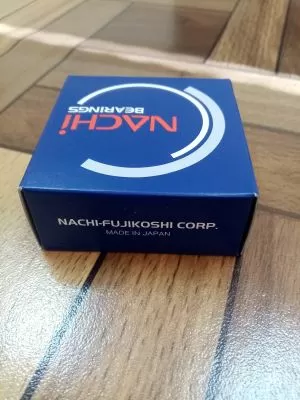 NACHi
BEARINGS
NACHI-FUJIKOSHI CORP.
MADE IN JAPAN